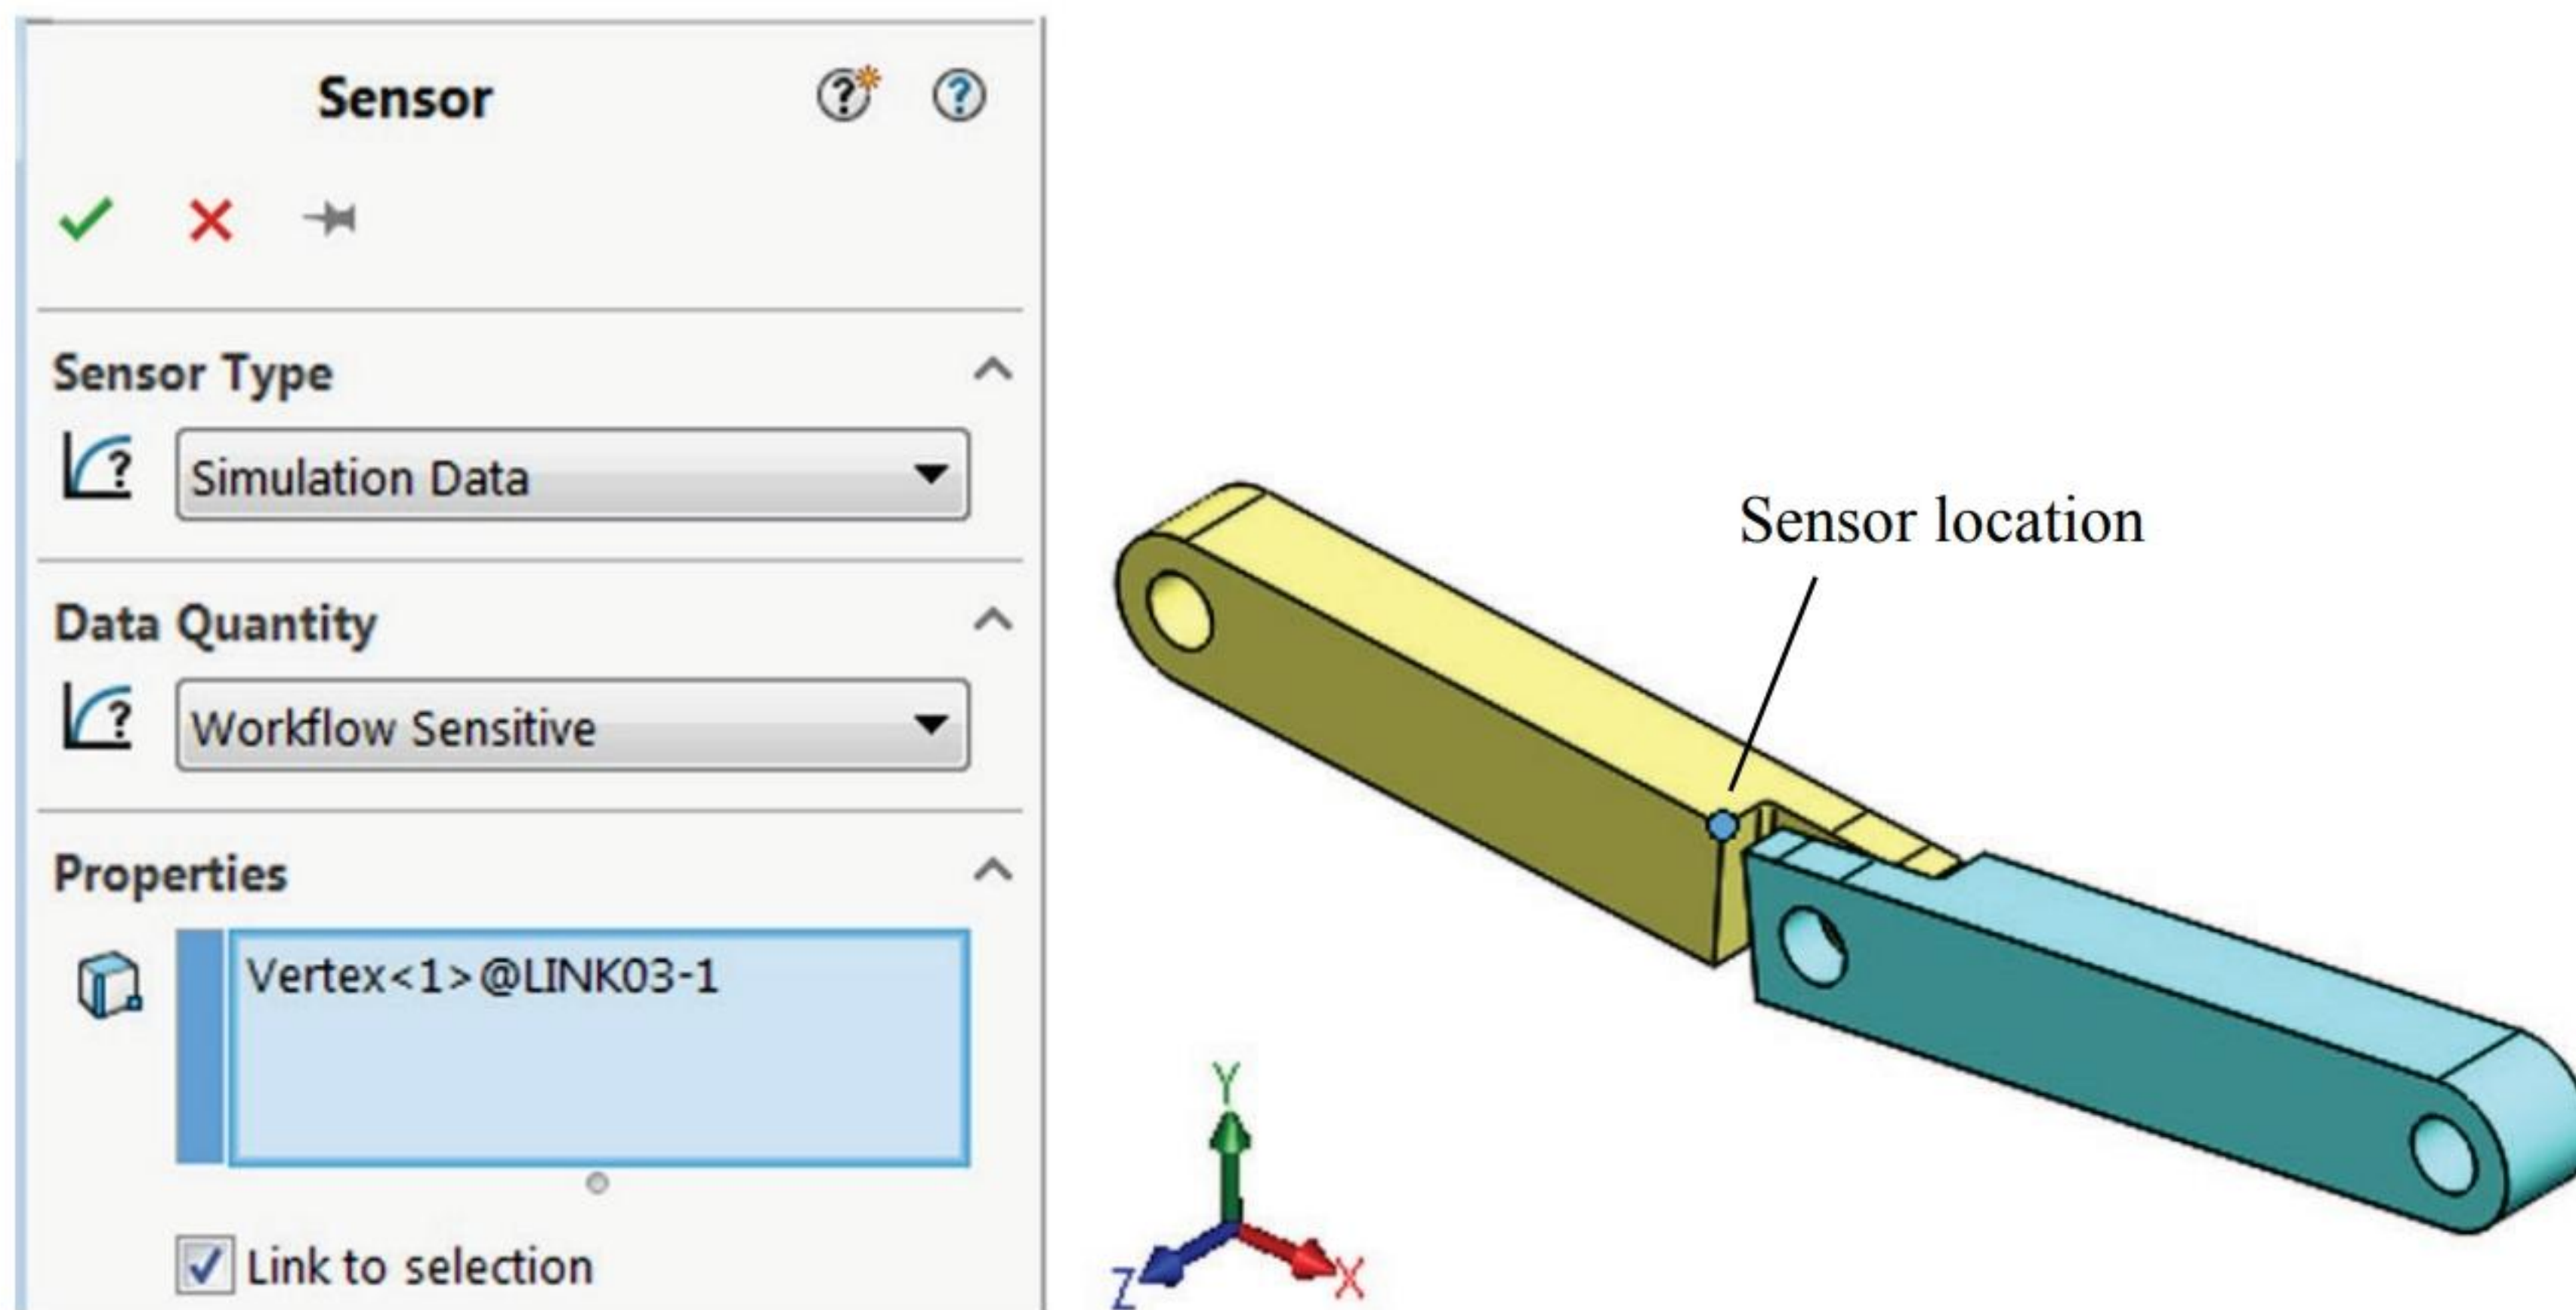 Sensor
Sensor Type
Simulation Data
Data Quantity
Workflow Sensitive
Properties
Vertex<1>@LINK03-1
Link to selection
Sensor location
Y
Z
X